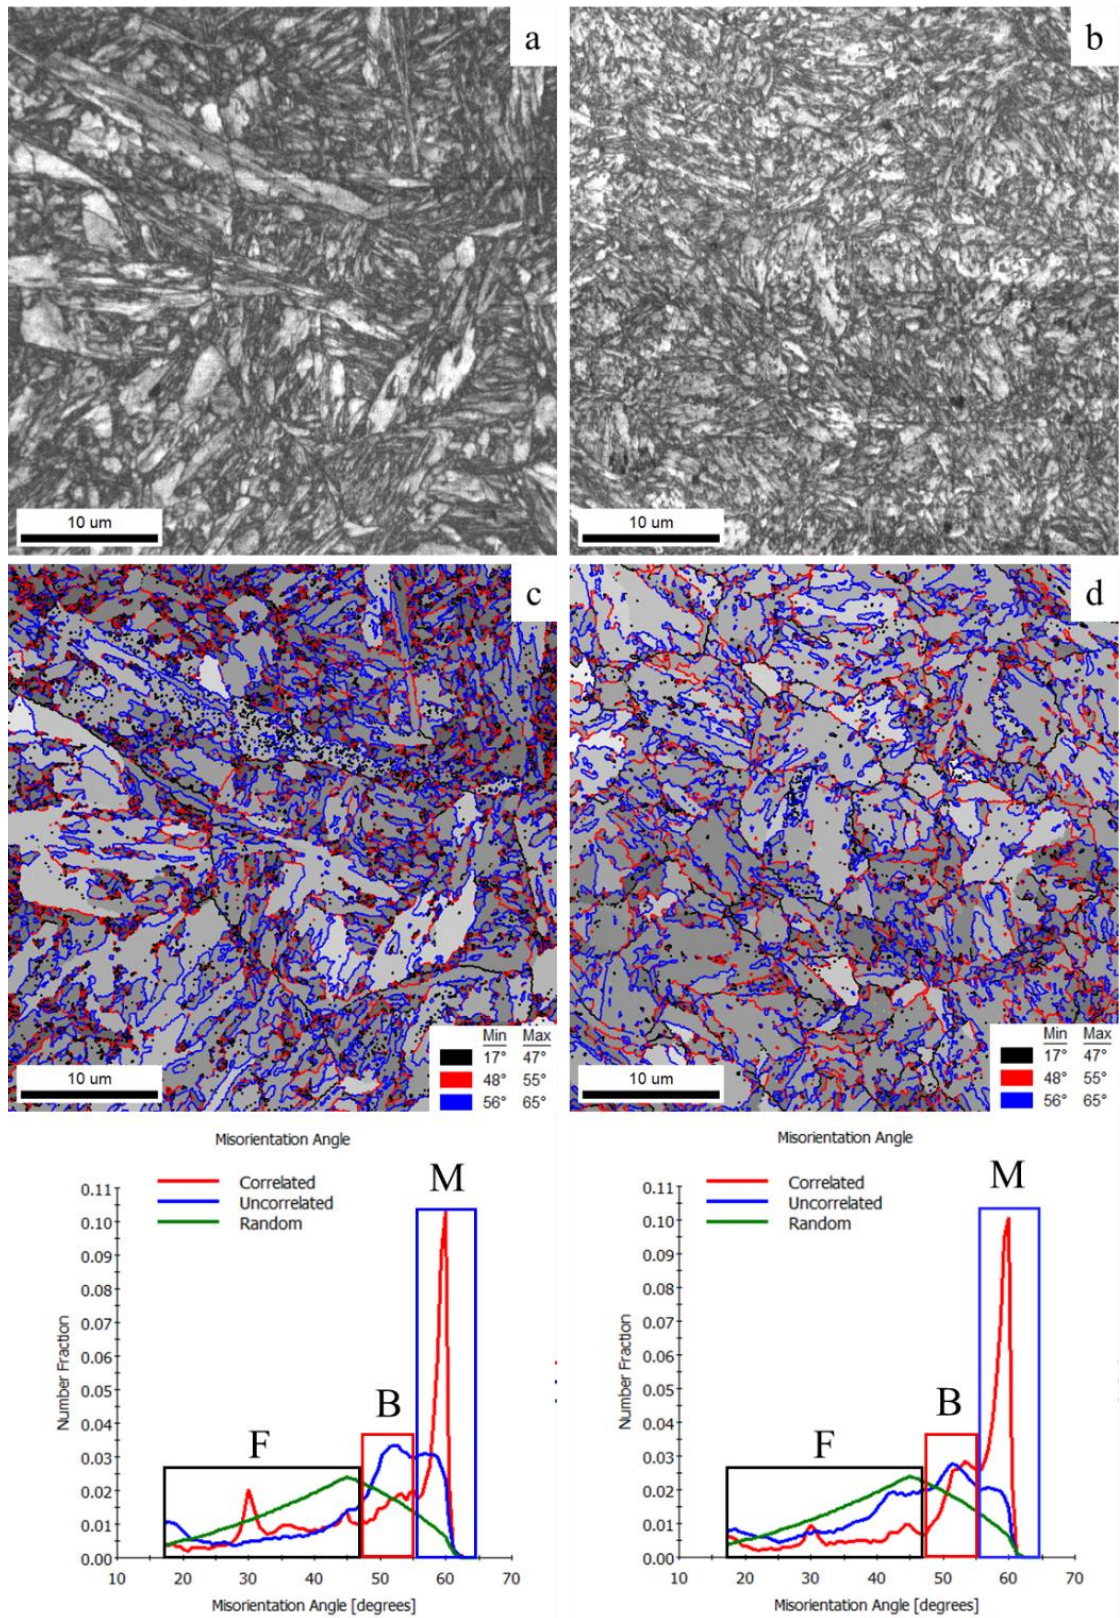 a
b
10 um
10 um
c
d
Min Max
17° 47°
48° 55°
56° 65°
10 um
Min Max
17° 47°
48° 55°
56° 65°
10 um
Misorientation Angle
Correlated
Uncorrelated
Random
M
B
F
0.11
0.10
0.09
0.08
0.07
0.06
0.05
0.04
0.03
0.02
0.01
0.00
Number Fraction
10 20 30 40 50 60 70
Misorientation Angle [degrees]
Misorientation Angle
Correlated
Uncorrelated
Random
M
B
F
0.11
0.10
0.09
0.08
0.07
0.06
0.05
0.04
0.03
0.02
0.01
0.00
Number Fraction
10 20 30 40 50 60 70
Misorientation Angle [degrees]